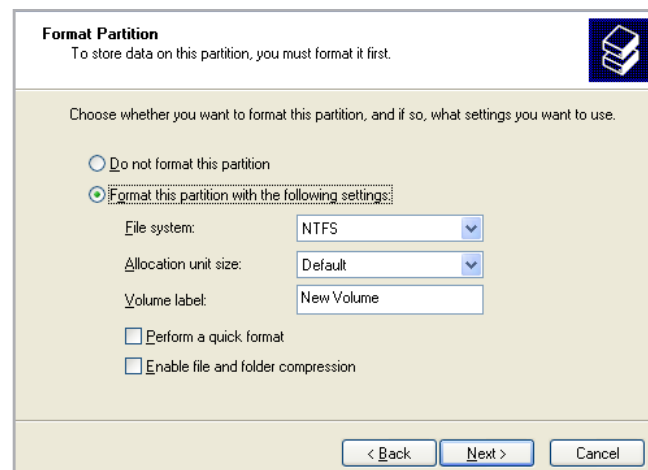 Format Partition
To store data on this partition, you must format it first.
Choose whether you want to format this partition, and if so, what settings you want to use.
Do not format this partition
Format this partition with the following settings:
File system: NTFS
Allocation unit size: Default
Volume label: New Volume
Perform a quick format
Enable file and folder compression
< Back Next > Cancel